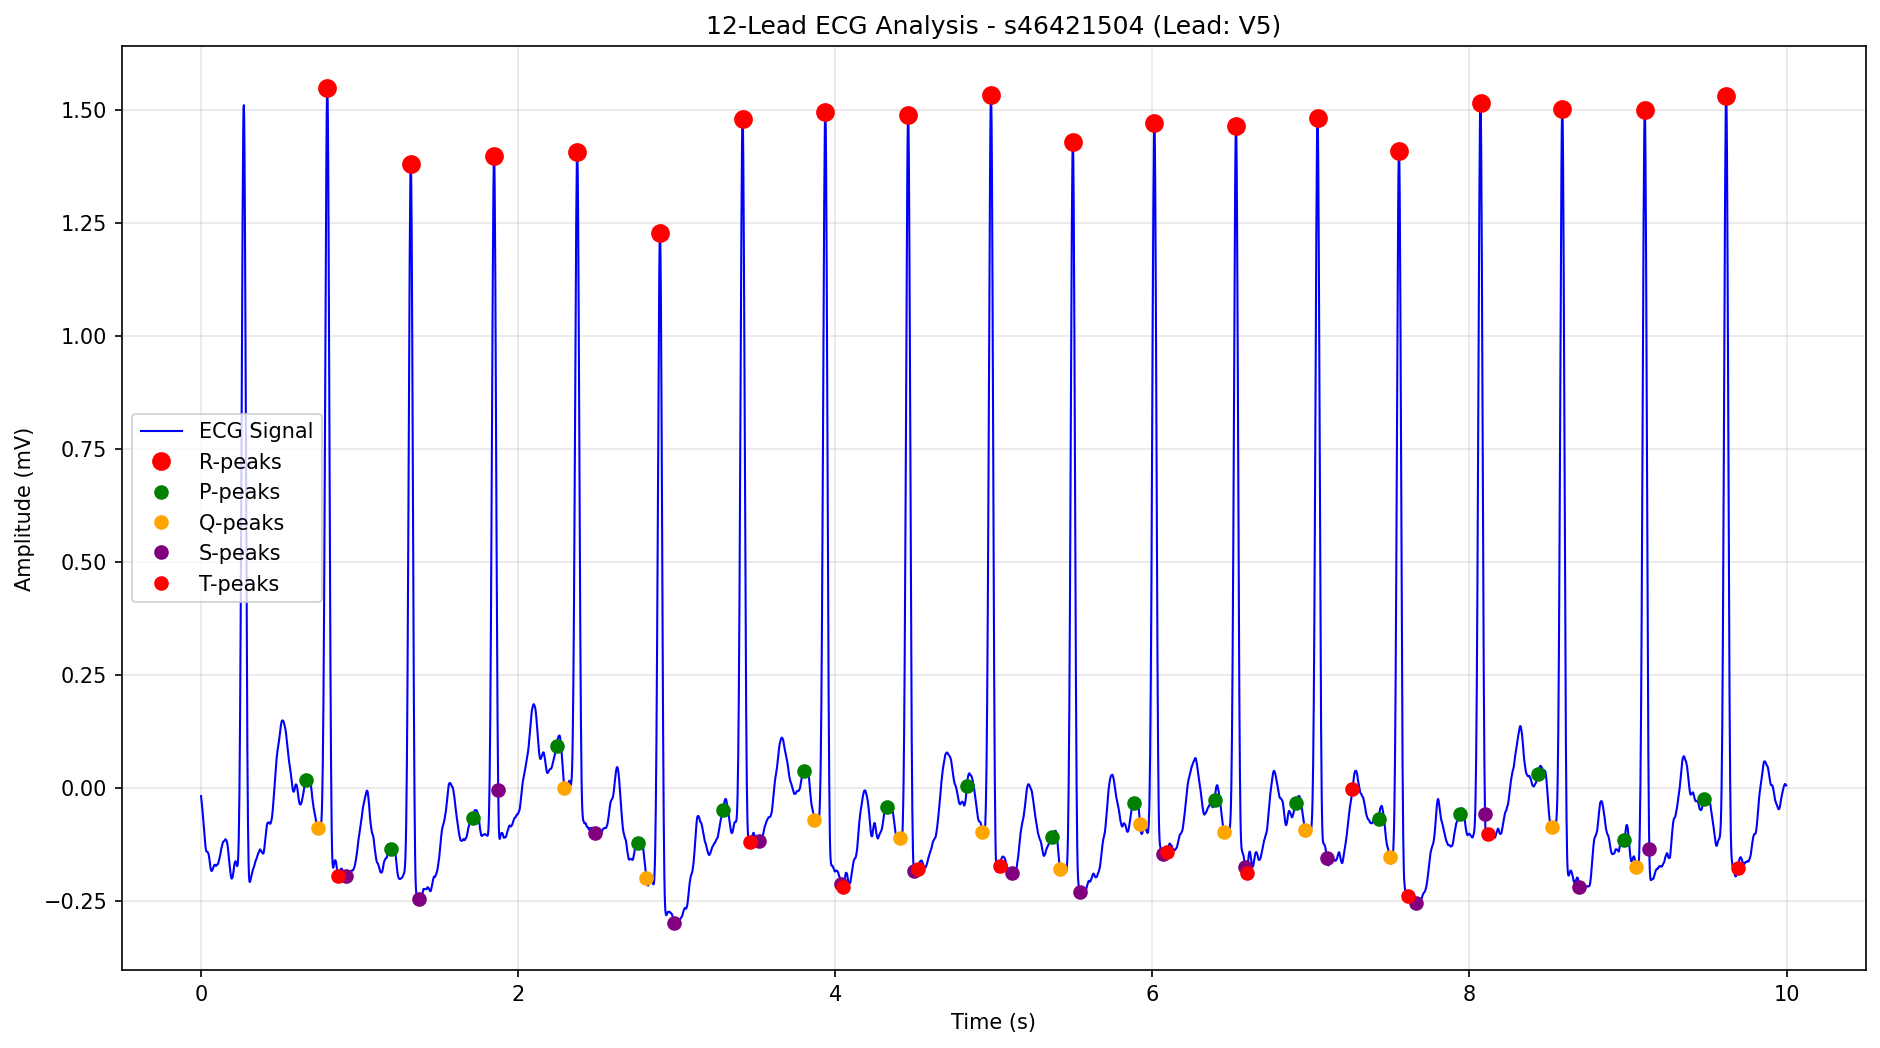 12-Lead ECG Analysis - s46421504 (Lead: V5)
1.50
1.25
1.00
0.75
0.50
0.25
0.00
−0.25
Amplitude (mV)
ECG Signal
R-peaks
P-peaks
Q-peaks
S-peaks
T-peaks
0 2 4 6 8 10
Time (s)